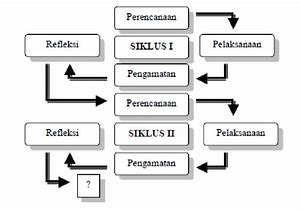 Perencanaan
Refleksi
SIKLUS I
Pelaksanaan
Pengamatan
Perencanaan
Refleksi
SIKLUS II
Pelaksanaan
Pengamatan
?